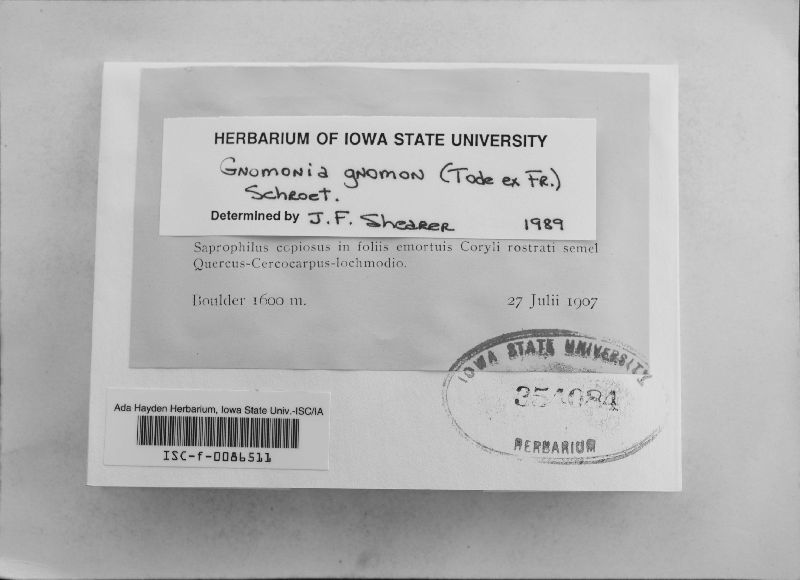 HERBARIUM OF IOWA STATE UNIVERSITY
Gnomonia gnomon (Tode ex Fr.)
Schroet.
Determined by J. F. Shearer 1989
Saprophilus copiosus in foliis emortuis Coryli rostrati semel
Quercus-Cercocarpus-lochmodio.
Boulder 1600 m. 27 Julii 1907
IOWA STATE UNIVERSITY
HERBARIUM
Ada Hayden Herbarium, Iowa State Univ.-ISC/IA
ISC-f-0086511